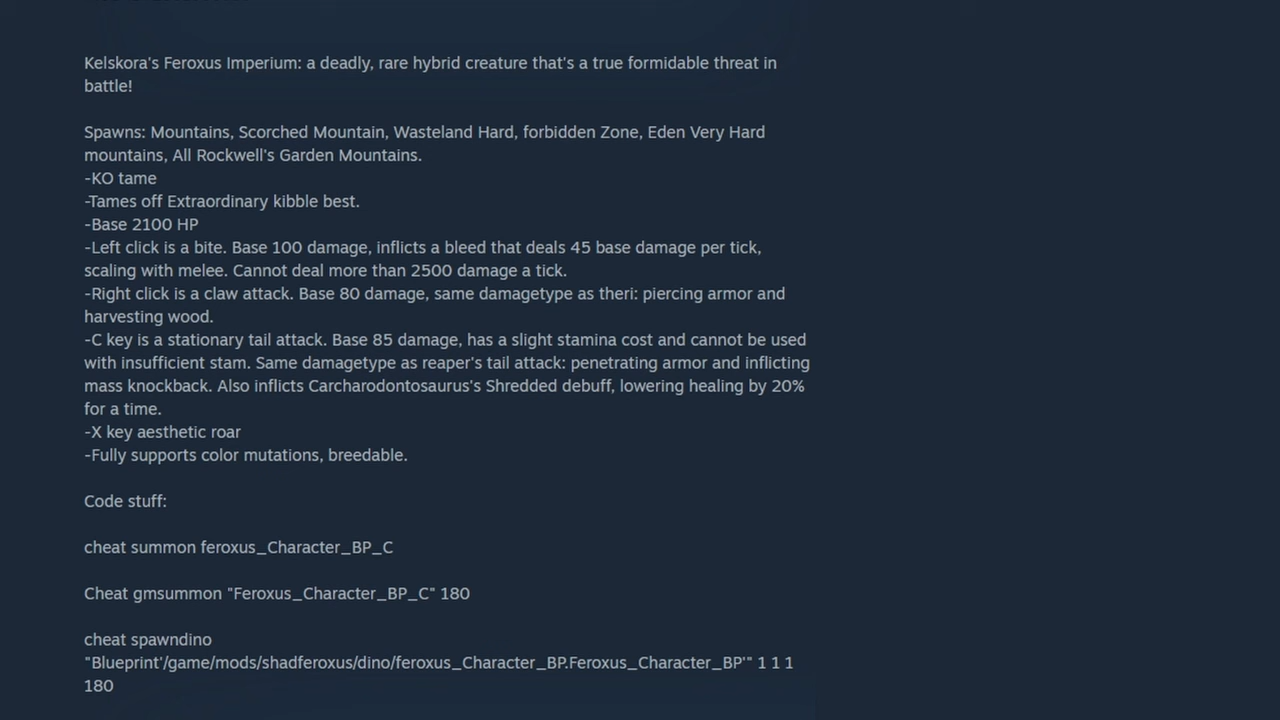 Kelskora's Feroxus Imperium: a deadly, rare hybrid creature that's a true formidable threat in
battle!
Spawns: Mountains, Scorched Mountain, Wasteland Hard, forbidden Zone, Eden Very Hard
mountains, All Rockwell's Garden Mountains.
-KO tame
-Tames off Extraordinary kibble best.
-Base 2100 HP
-Left click is a bite. Base 100 damage, inflicts a bleed that deals 45 base damage per tick,
scaling with melee. Cannot deal more than 2500 damage a tick.
-Right click is a claw attack. Base 80 damage, same damagetype as theri: piercing armor and
harvesting wood.
-C key is a stationary tail attack. Base 85 damage, has a slight stamina cost and cannot be used
with insufficient stam. Same damagetype as reaper's tail attack: penetrating armor and inflicting
mass knockback. Also inflicts Carcharodontosaurus's Shredded debuff, lowering healing by 20%
for a time.
-X key aesthetic roar
-Fully supports color mutations, breedable.
Code stuff:
cheat summon feroxus_Character_BP_C
Cheat gmsummon "Feroxus_Character_BP_C" 180
cheat spawndino
"Blueprint'/game/mods/shadferoxus/dino/feroxus_Character_BP.Feroxus_Character_BP'" 1 1 1
180